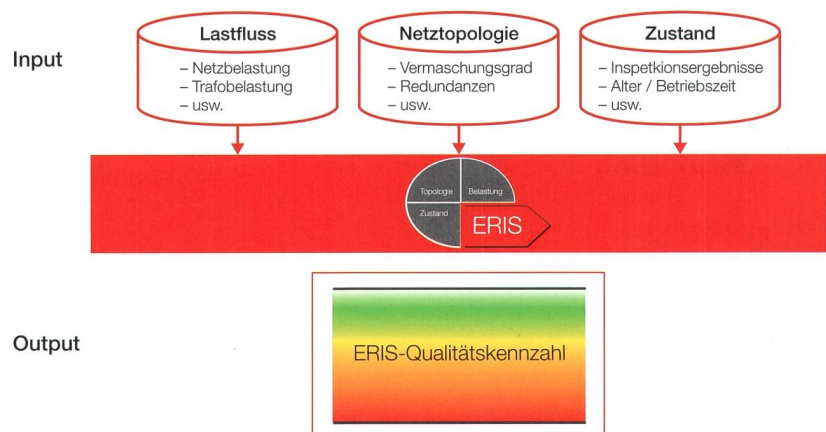 Input
Lastfluss
– Netzbelastung
– Trafobelastung
– usw.
Netztopologie
– Vermaschungsgrad
– Redundanzen
– usw.
Zustand
– Inspetkionsergebnisse
– Alter / Betriebszeit
– usw.
Topologie
Belastung
Zustand
ERIS
Output
ERIS-Qualitätskennzahl